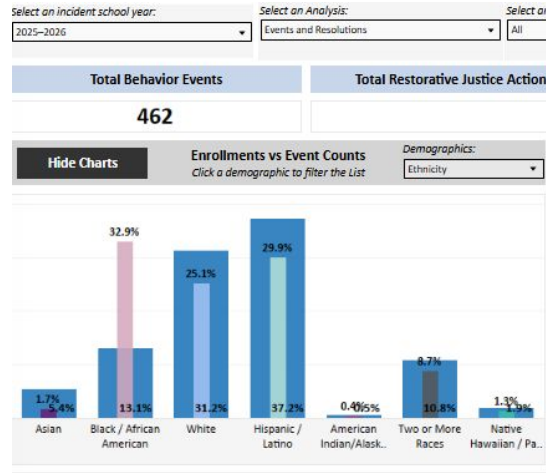 Select an incident school year:
Select an Analysis:
Select an
2025–2026
Events and Resolutions
All
Total Behavior Events
Total Restorative Justice Action
462
Hide Charts
Enrollments vs Event Counts
Click a demographic to filter the List
Demographics:
Ethnicity
32.9%
29.9%
25.1%
8.7%
1.7%
5.4%
13.1%
31.2%
37.2%
0.4%
0.5%
10.8%
1.3%
1.9%
Asian
Black / African
American
White
Hispanic /
Latino
American
Indian/Alask..
Two or More
Races
Native
Hawaiian / Pa..